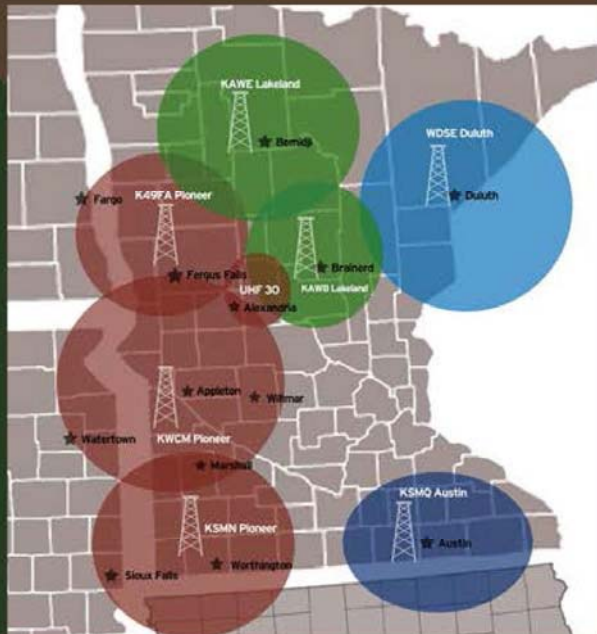 KAWE Lakeland
Bemidji
WDSE Duluth
Duluth
K49FA Pioneer
Fargo
Fergus Falls
UHF 30
Brainerd
KAWB Lakeland
Alexandria
Appleton
Willmar
Watertown
KWCM Pioneer
Marshall
KSMN Pioneer
Worthington
Sioux Falls
KSMQ Austin
Austin